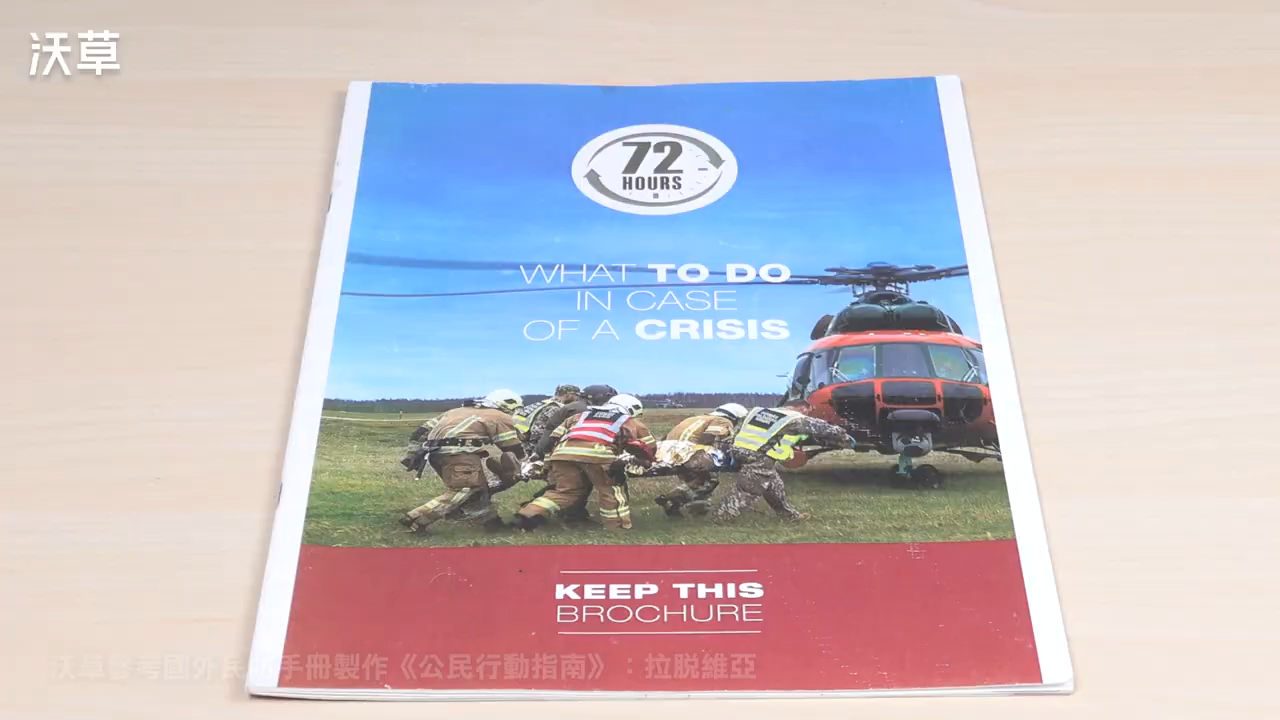 沃草
72
HOURS
WHAT TO DO
IN CASE
OF A CRISIS
KEEP THIS
BROCHURE
沃草參考國外民防手冊製作《公民行動指南》：拉脫維亞